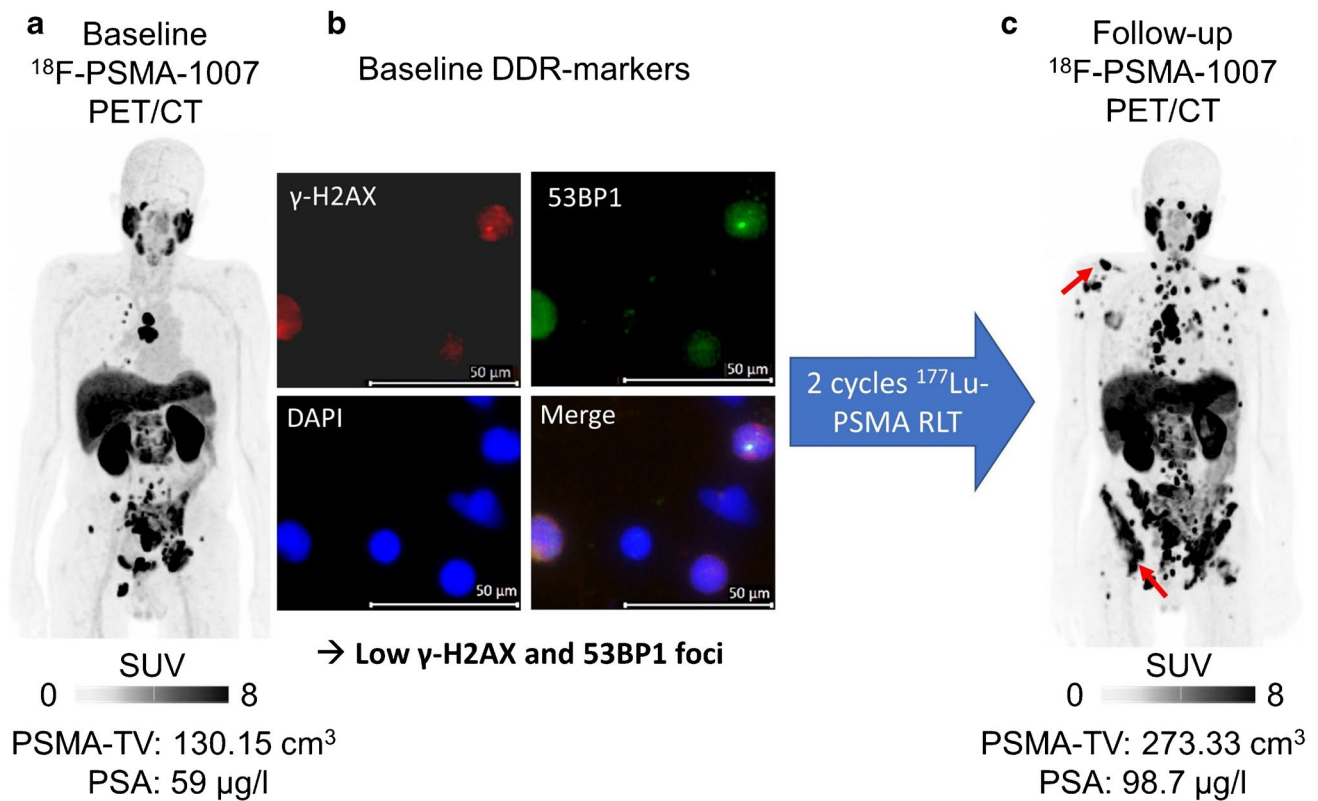 a
Baseline
¹⁸F-PSMA-1007
PET/CT
SUV
0 8
PSMA-TV: 130.15 cm³
PSA: 59 µg/l
b
Baseline DDR-markers
γ-H2AX
50 µm
53BP1
50 µm
DAPI
50 µm
Merge
50 µm
→ Low γ-H2AX and 53BP1 foci
2 cycles ¹⁷⁷Lu-
PSMA RLT
c
Follow-up
¹⁸F-PSMA-1007
PET/CT
SUV
0 8
PSMA-TV: 273.33 cm³
PSA: 98.7 µg/l